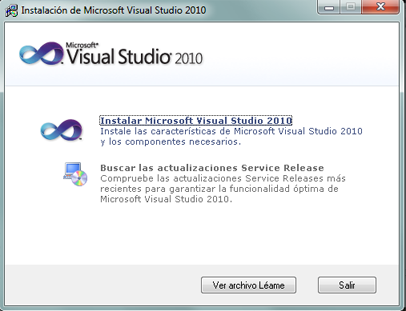 Instalación de Microsoft Visual Studio 2010
Microsoft®
Visual Studio® 2010
Instalar Microsoft Visual Studio 2010
Instale las características de Microsoft Visual Studio 2010
y los componentes necesarios.
Buscar las actualizaciones Service Release
Compruebe las actualizaciones Service Releases más
recientes para garantizar la funcionalidad óptima de
Microsoft Visual Studio 2010.
Ver archivo Léame
Salir